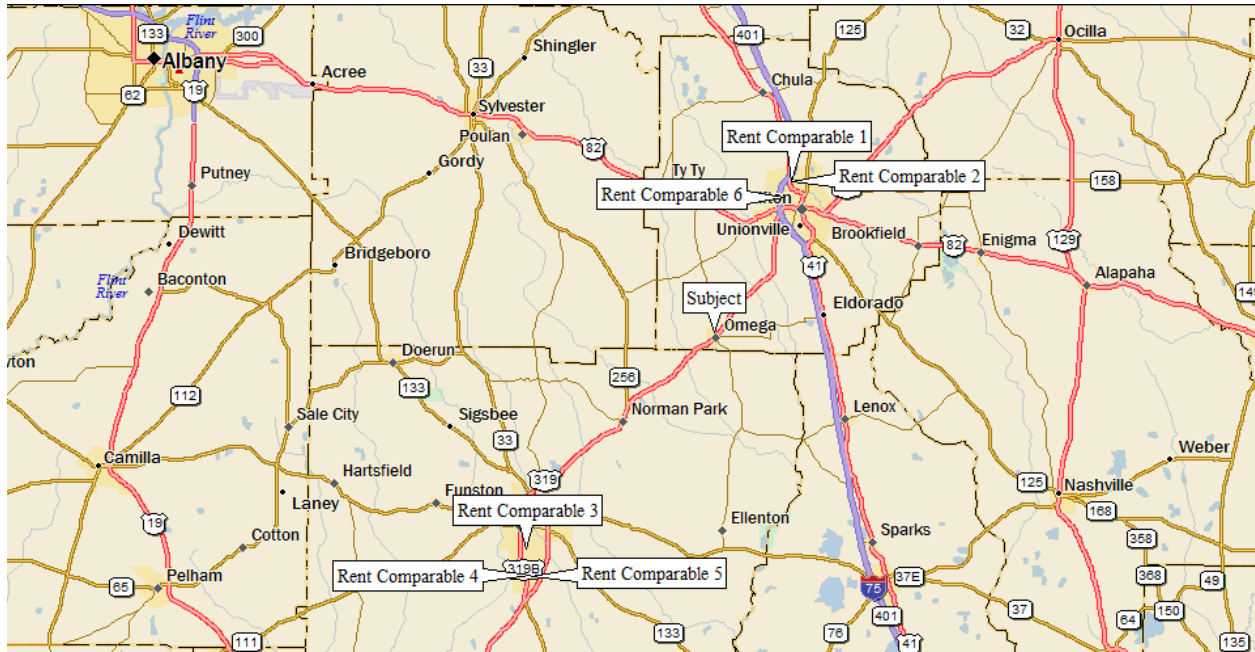 133
Flint
River
300
Albany
62
19
Acree
33
Shingler
Sylvester
Poulan
82
Gordy
Putney
401
125
32
Ocilla
Chula
Rent Comparable 1
Ty Ty
Rent Comparable 2
158
Rent Comparable 6
Unionville
Brookfield
82
Enigma
129
Alapaha
41
Dewitt
Bridgeboro
Flint
River
Baconton
Subject
Omega
Eldorado
Doerun
133
256
112
Sale City
Sigsbee
33
Norman Park
Lenox
Camilla
Hartsfield
319
Weber
Laney
Funston
125
Nashville
168
19
Rent Comparable 3
Ellenton
Cotton
Sparks
358
Pelham
65
Rent Comparable 4
319B
Rent Comparable 5
75
37E
368
49
37
150
64
111
133
76
401
41
135